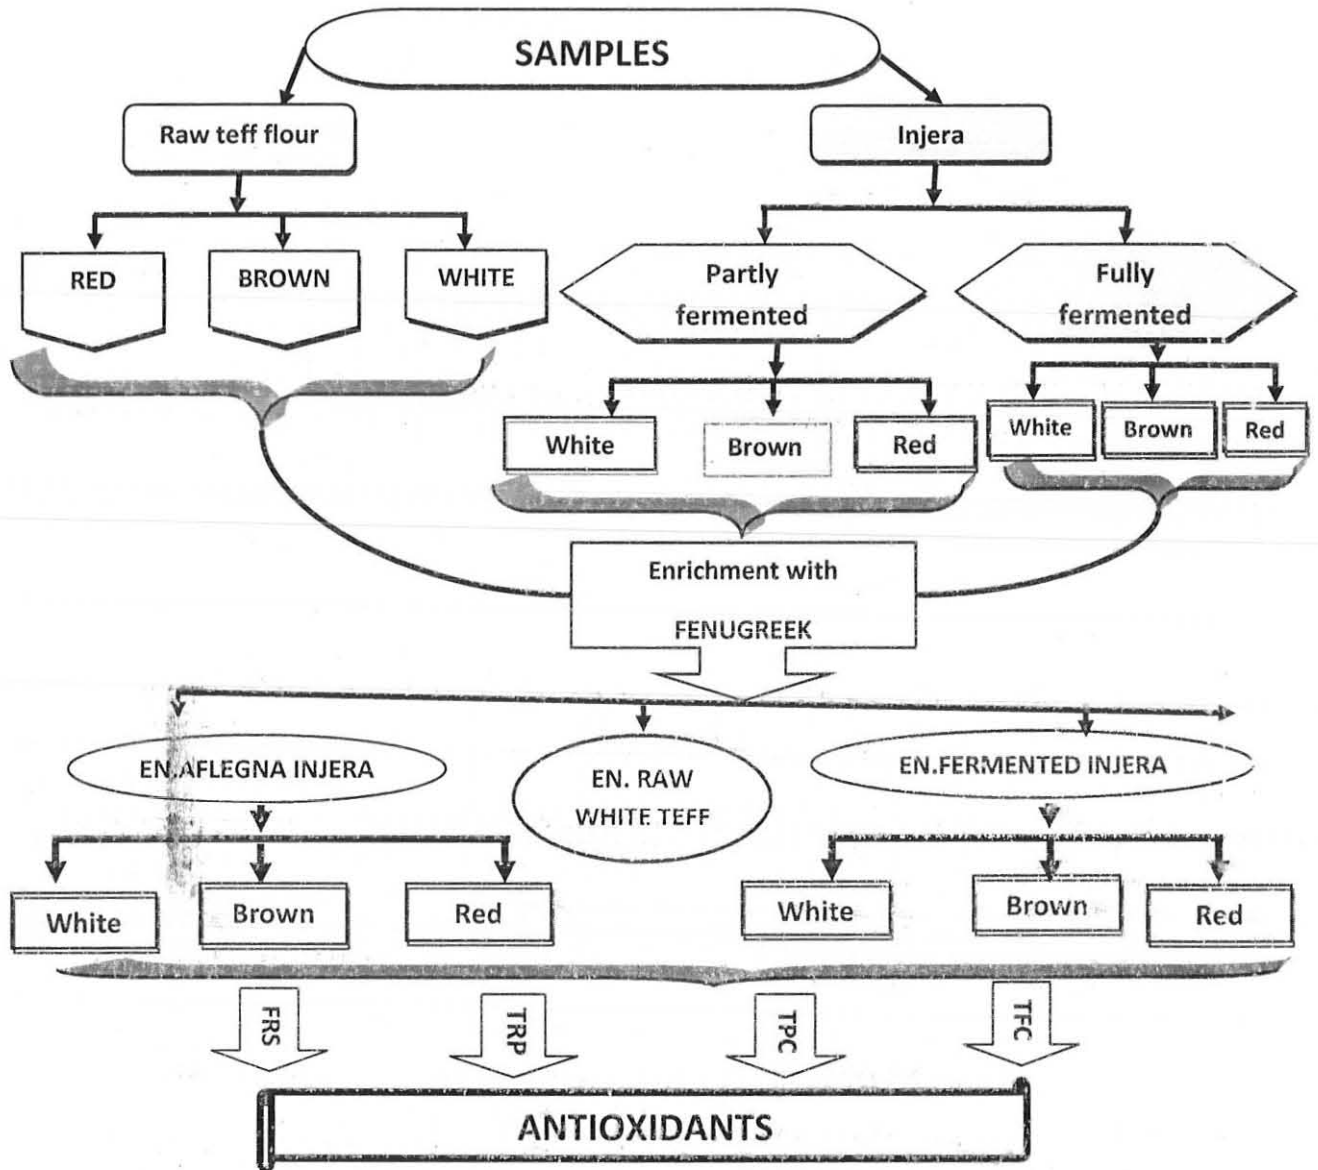 SAMPLES
Raw teff flour
Injera
RED
BROWN
WHITE
Partly
fermented
Fully
fermented
White
Brown
Red
White
Brown
Red
Enrichment with
FENUGREEK
EN.AFLEGNA INJERA
EN. RAW
WHITE TEFF
EN.FERMENTED INJERA
White
Brown
Red
White
Brown
Red
FRS
TRP
TPC
TFC
ANTIOXIDANTS